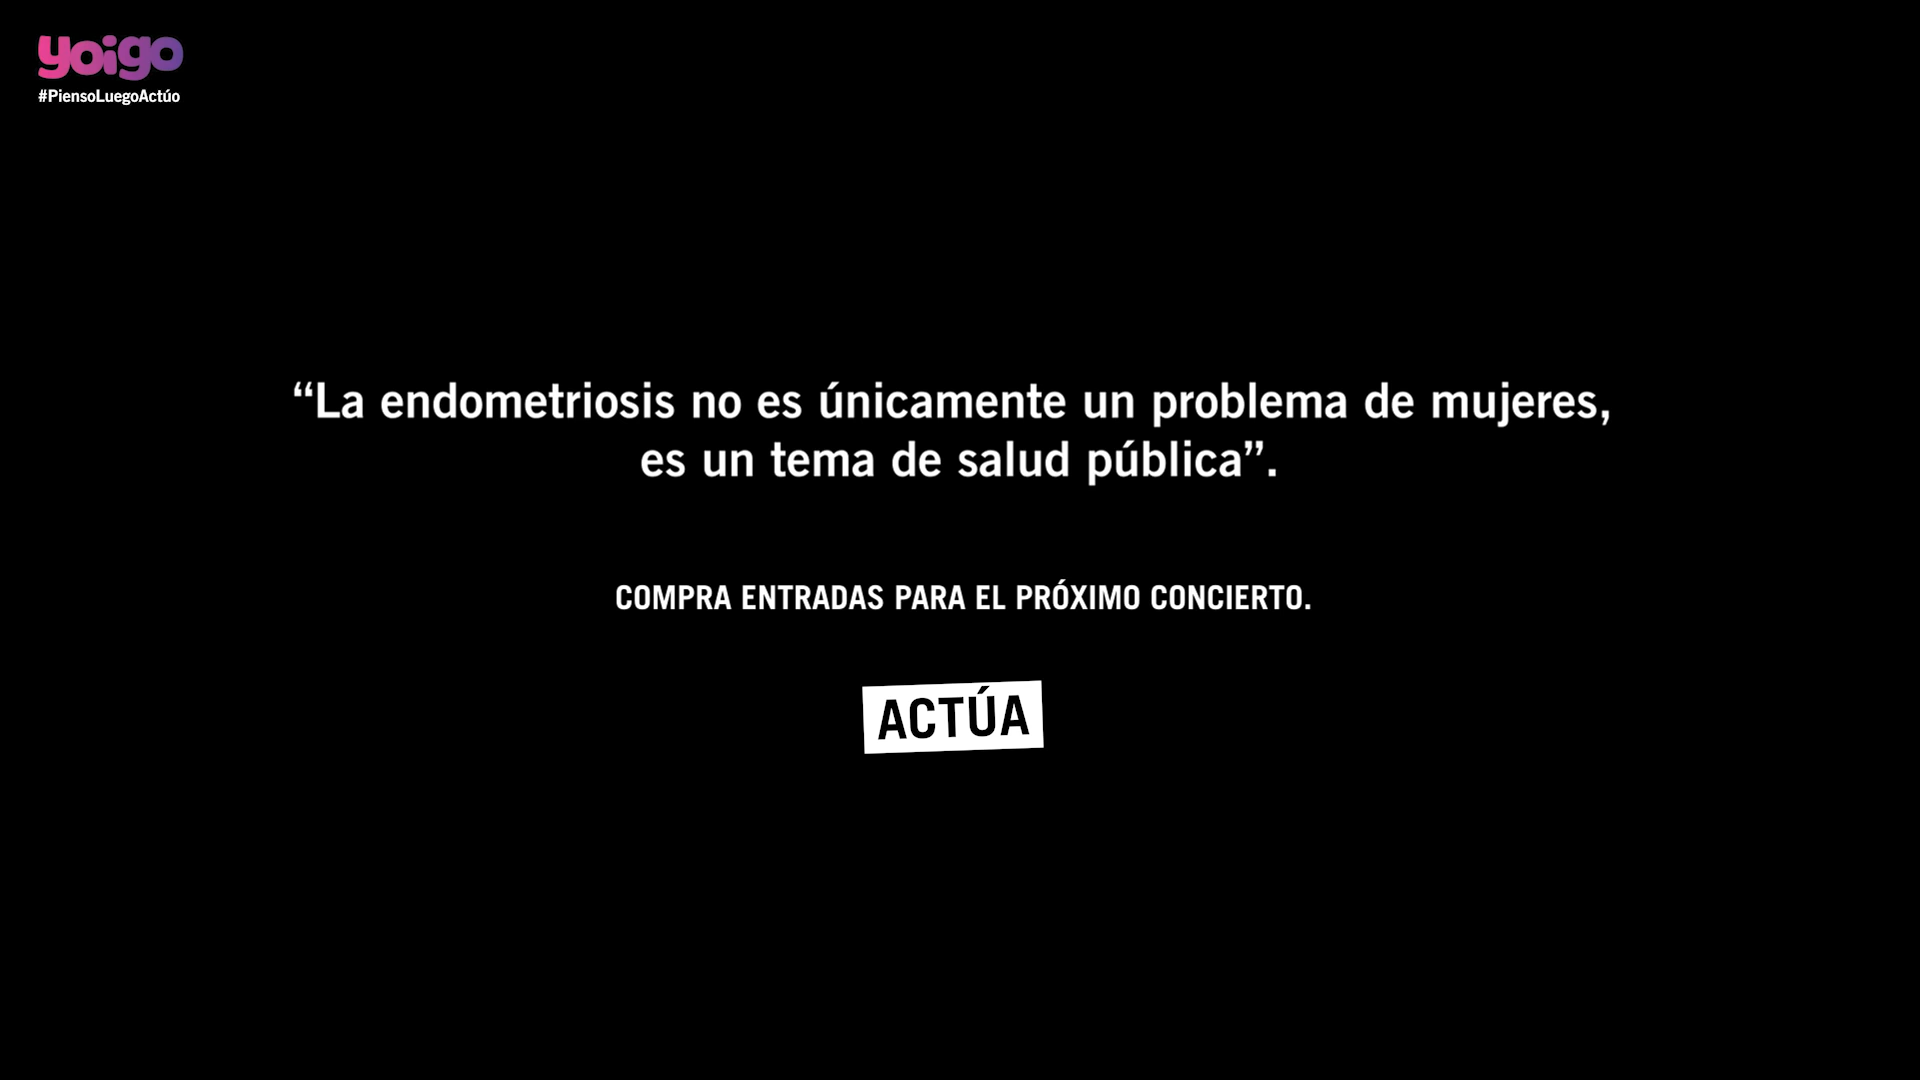 yoigo
#PiensoLuegoActúo
“La endometriosis no es únicamente un problema de mujeres,
es un tema de salud pública”.
COMPRA ENTRADAS PARA EL PRÓXIMO CONCIERTO.
ACTÚA